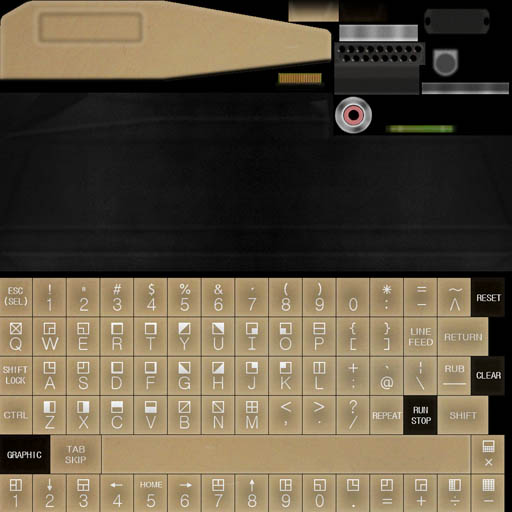 ESC (SEL) ! 1 " 2 # 3 $ 4 % 5 & 6 ' 7 ( 8 ) 9 0 * : = - ~ ^ RESET
Q W E R T Y U I O P { [ } ] LINE FEED RETURN
SHIFT LOCK A S D F G H J K L + ; ` @ ¦ \ RUB CLEAR
CTRL Z X C V B N M < , > . ? / REPEAT RUN STOP SHIFT
GRAPHIC TAB SKIP ×
1 ↓ 2 3 ← 4 HOME 5 → 6 7 ↑ 8 9 0 . = + ÷ -